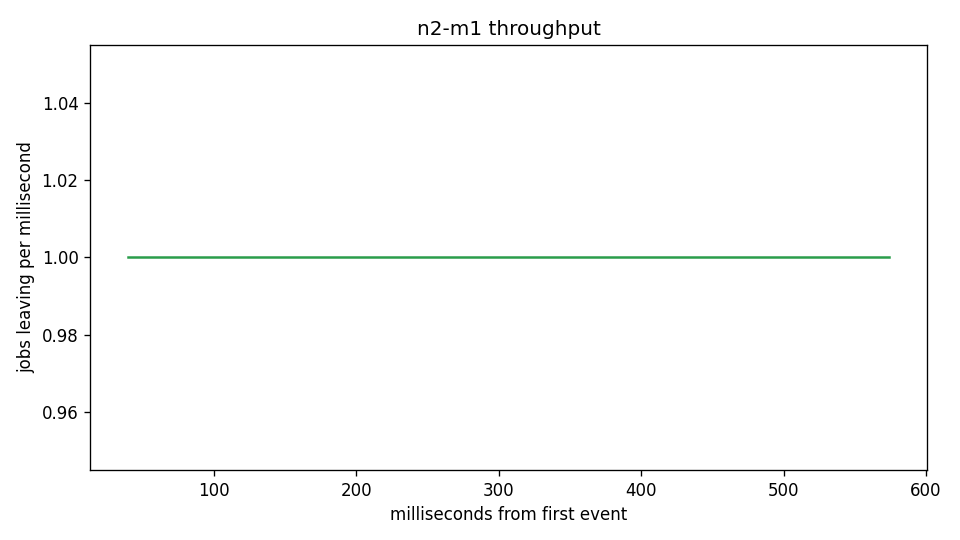 n2-m1 throughput
jobs leaving per millisecond
1.04
1.02
1.00
0.98
0.96
100 200 300 400 500 600
milliseconds from first event